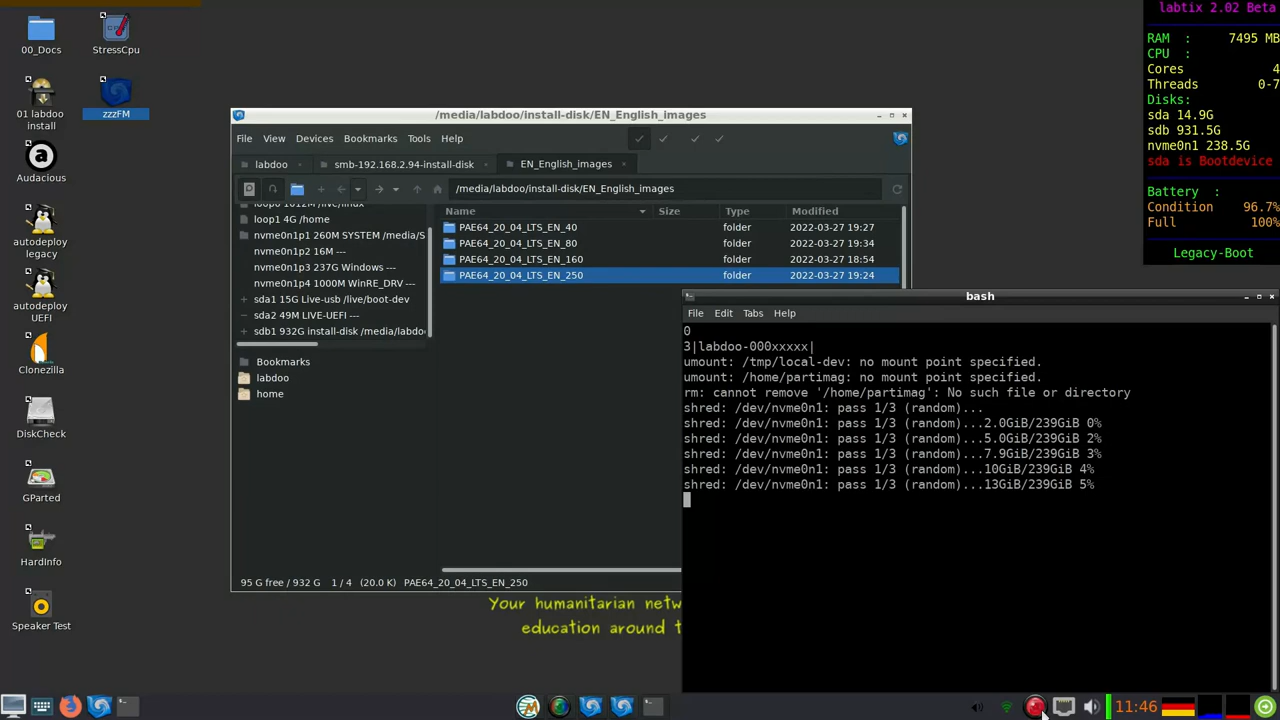 00_Docs
StressCpu
01 labdoo
install
zzzFM
Audacious
autodeploy
legacy
autodeploy
UEFI
Clonezilla
DiskCheck
GParted
HardInfo
Speaker Test
/media/labdoo/install-disk/EN_English_images
File View Devices Bookmarks Tools Help
labdoo smb-192.168.2.94-install-disk EN_English_images
/media/labdoo/install-disk/EN_English_images
loop1 4G /home
nvme0n1p1 260M SYSTEM /media/S
nvme0n1p2 16M ---
nvme0n1p3 237G Windows ---
nvme0n1p4 1000M WinRE_DRV ---
sda1 15G Live-usb /live/boot-dev
sda2 49M LIVE-UEFI ---
sdb1 932G install-disk /media/labdo
Bookmarks
labdoo
home
Name Size Type Modified
PAE64_20_04_LTS_EN_40 folder 2022-03-27 19:27
PAE64_20_04_LTS_EN_80 folder 2022-03-27 19:34
PAE64_20_04_LTS_EN_160 folder 2022-03-27 18:54
PAE64_20_04_LTS_EN_250 folder 2022-03-27 19:24
95 G free / 932 G 1 / 4 (20.0 K) PAE64_20_04_LTS_EN_250
Your humanitarian netw
education around t
bash
File Edit Tabs Help
0
3|labdoo-000xxxxx|
umount: /tmp/local-dev: no mount point specified.
umount: /home/partimag: no mount point specified.
rm: cannot remove '/home/partimag': No such file or directory
shred: /dev/nvme0n1: pass 1/3 (random)...
shred: /dev/nvme0n1: pass 1/3 (random)...2.0GiB/239GiB 0%
shred: /dev/nvme0n1: pass 1/3 (random)...5.0GiB/239GiB 2%
shred: /dev/nvme0n1: pass 1/3 (random)...7.9GiB/239GiB 3%
shred: /dev/nvme0n1: pass 1/3 (random)...10GiB/239GiB 4%
shred: /dev/nvme0n1: pass 1/3 (random)...13GiB/239GiB 5%
labtix 2.02 Beta
RAM : 7495 MB
CPU :
Cores 4
Threads 0-7
Disks:
sda 14.9G
sdb 931.5G
nvme0n1 238.5G
sda is Bootdevice
Battery :
Condition 96.7%
Full 100%
Legacy-Boot
11:46